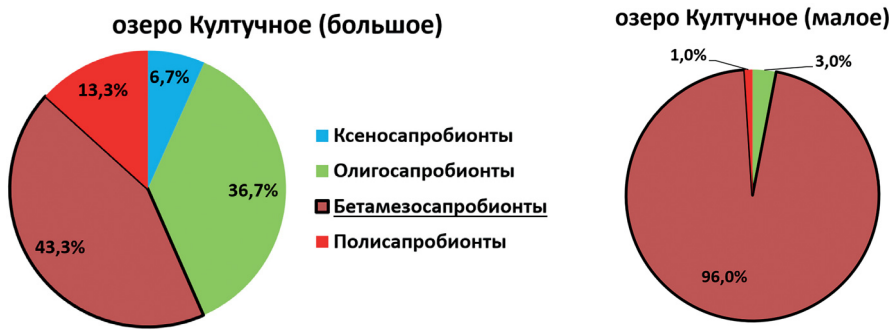 озеро Култучное (большое)
6,7%
13,3%
36,7%
43,3%
Ксеносапробионты
Олигосапробионты
Бетамезосапробионты
Полисапробионты
озеро Култучное (малое)
1,0%
3,0%
96,0%